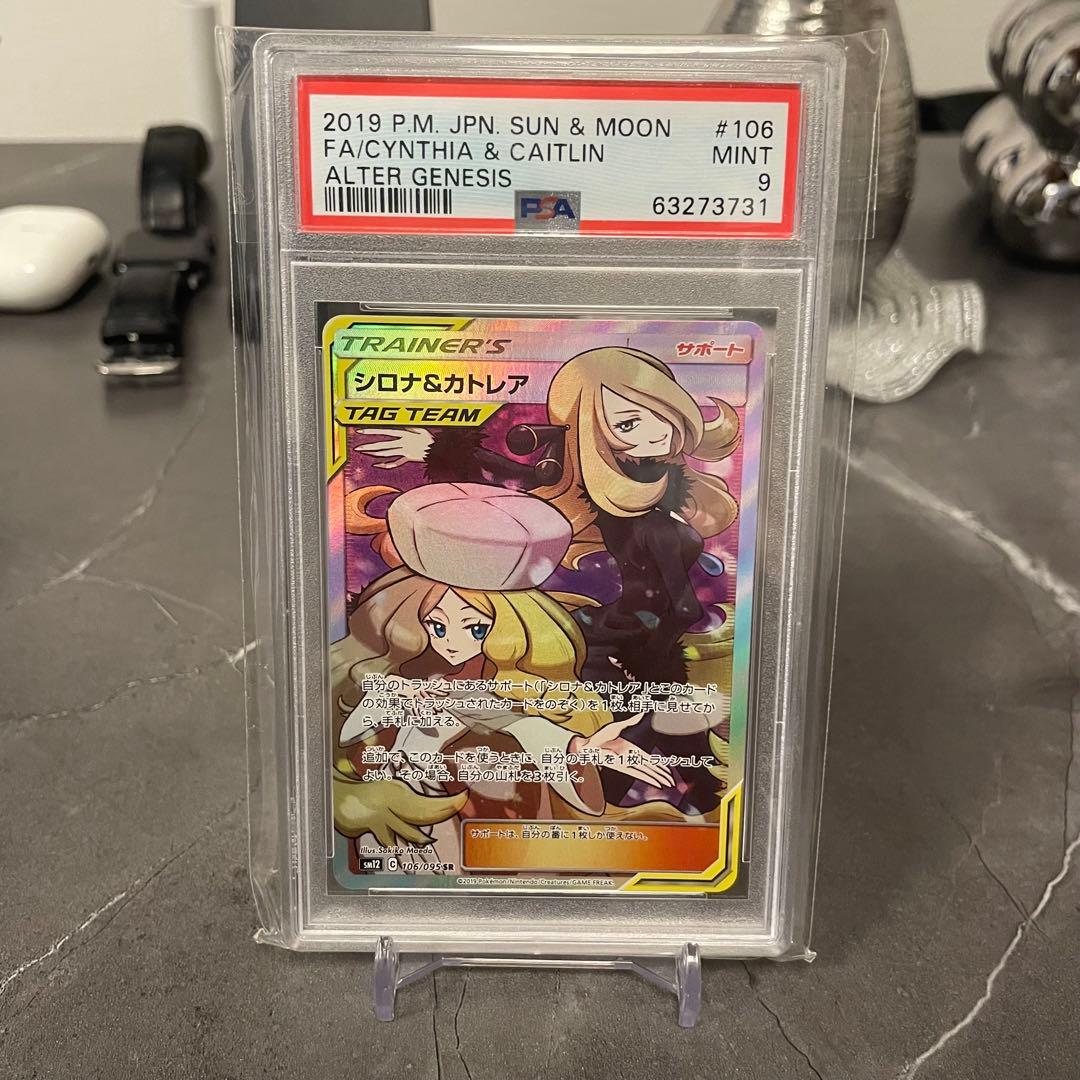 2019 P.M. JPN. SUN & MOON #106
FA/CYNTHIA & CAITLIN MINT
ALTER GENESIS 9
PSA 63273731
TRAINER'S サポート
シロナ&カトレア
TAG TEAM
自分のトラッシュにあるサポート(「シロナ&カトレア」とこのカード
の効果でトラッシュされたカードをのぞく)を1枚、相手に見せてか
ら、手札に加える。
追加で、このカードを使うときに、自分の手札を1枚トラッシュして
よい。その場合、自分の山札を3枚引く。
サポートは、自分の番に1枚しか使えない。
Illus. Sakiko Maeda
SM12 C 106/095 SR
©2019 Pokémon/Nintendo/Creatures/GAME FREAK.